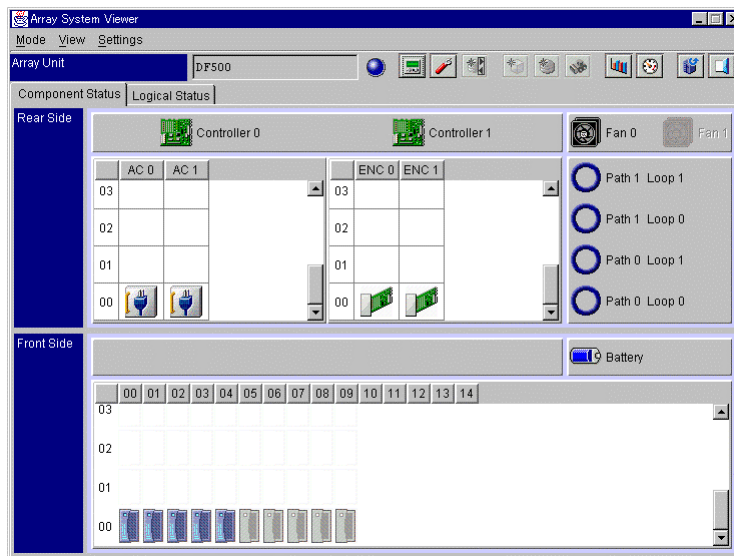 Array System Viewer
Mode View Settings
Array Unit DF500
Component Status Logical Status
Rear Side Controller 0 Controller 1 Fan 0 Fan 1
AC 0 AC 1 ENC 0 ENC 1
03 03 Path 1 Loop 1
02 02 Path 1 Loop 0
01 01 Path 0 Loop 1
00 00 Path 0 Loop 0
Front Side Battery
00 01 02 03 04 05 06 07 08 09 10 11 12 13 14
03
02
01
00